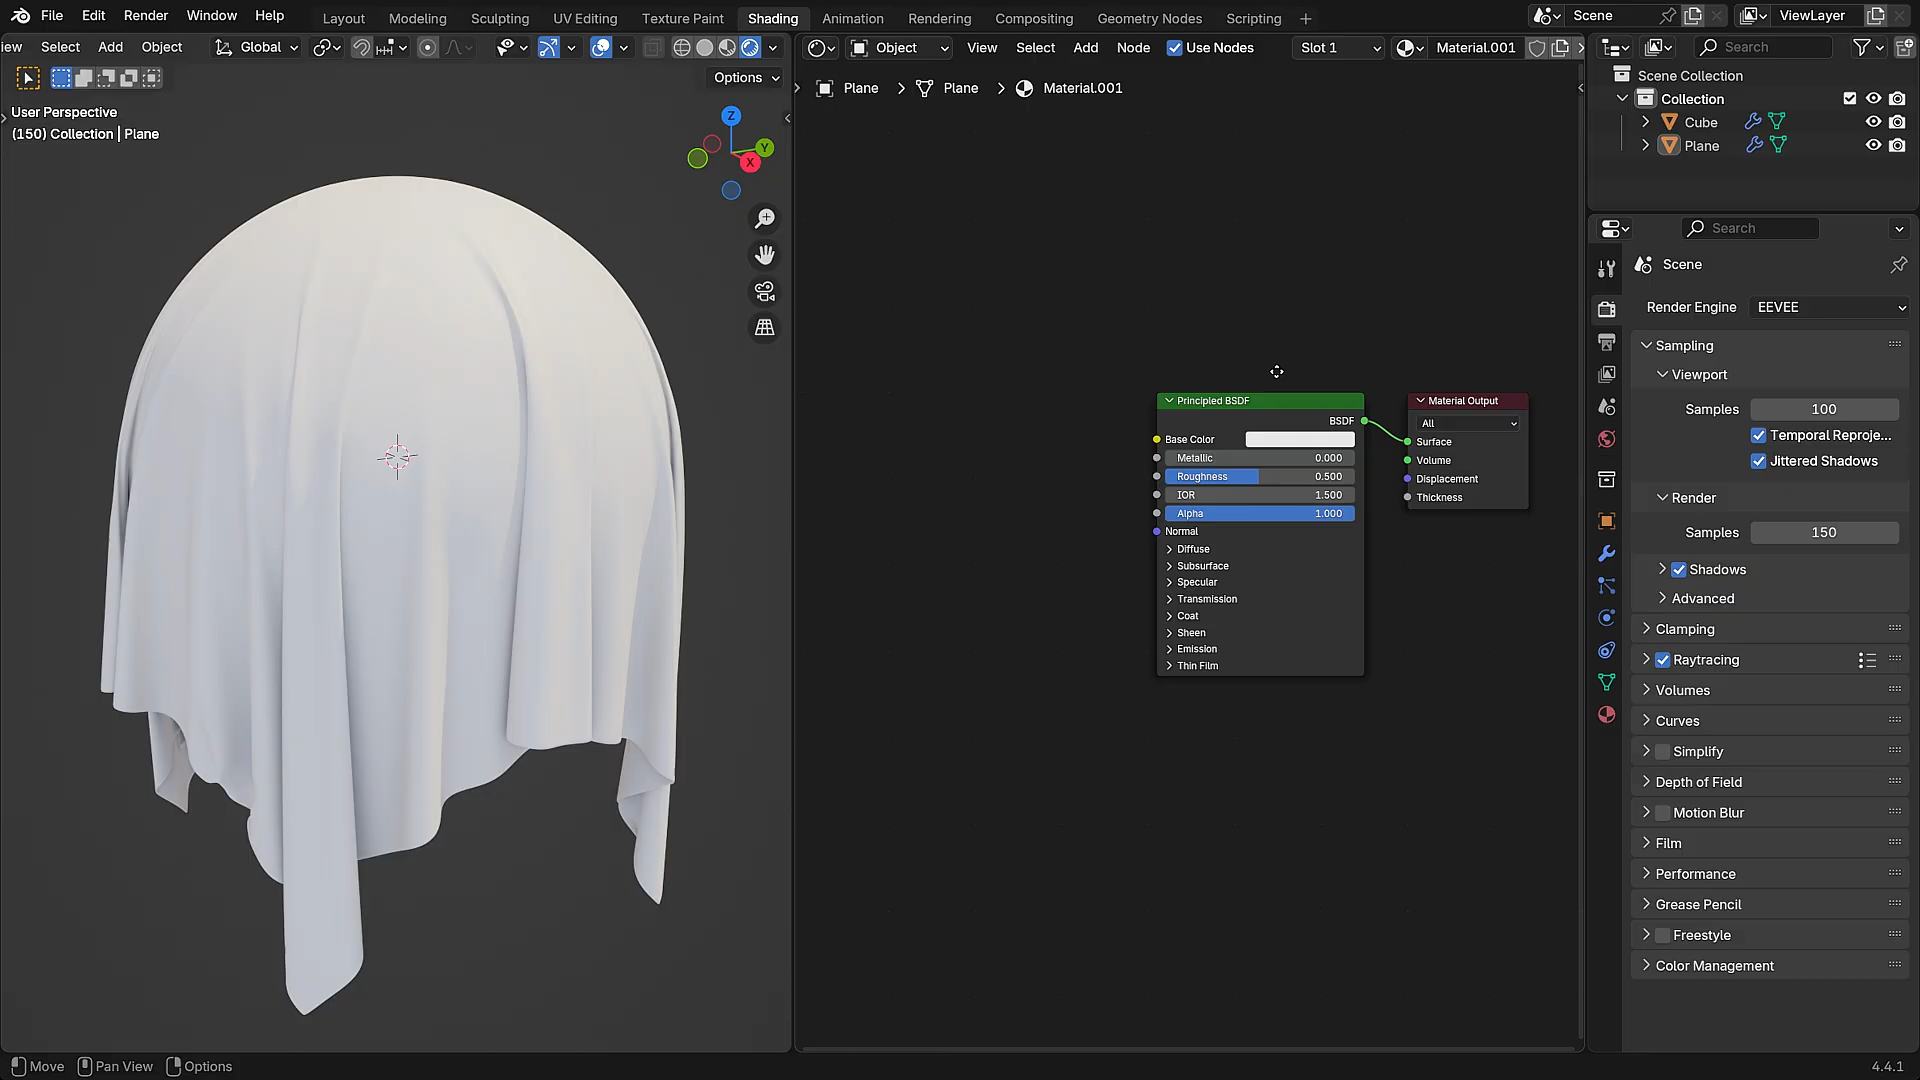 File Edit Render Window Help Layout Modeling Sculpting UV Editing Texture Paint Shading Animation Rendering Compositing Geometry Nodes Scripting + Scene ViewLayer
iew Select Add Object Global Object View Select Add Node Use Nodes Slot 1 Material.001 Search
Options
User Perspective
(150) Collection | Plane
Z
Y
X
Plane Plane Material.001
Principled BSDF
BSDF
Base Color
Metallic 0.000
Roughness 0.500
IOR 1.500
Alpha 1.000
Normal
Diffuse
Subsurface
Specular
Transmission
Coat
Sheen
Emission
Thin Film
Material Output
All
Surface
Volume
Displacement
Thickness
Scene Collection
Collection
Cube
Plane
Search
Scene
Render Engine EEVEE
Sampling
Viewport
Samples 100
Temporal Reproje...
Jittered Shadows
Render
Samples 150
Shadows
Advanced
Clamping
Raytracing
Volumes
Curves
Simplify
Depth of Field
Motion Blur
Film
Performance
Grease Pencil
Freestyle
Color Management
Move Pan View Options 4.4.1